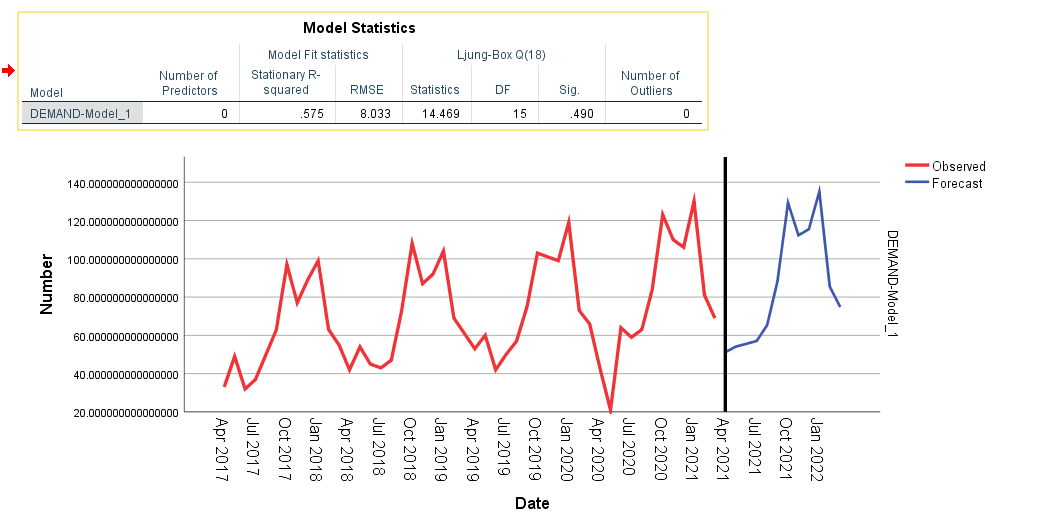 Model Statistics
Model Fit statistics
Ljung-Box Q(18)
Model
Number of
Predictors
Stationary R-
squared
RMSE
Statistics
DF
Sig.
Number of
Outliers
DEMAND-Model_1 0 .575 8.033 14.469 15 .490 0
Observed
Forecast
140.000000000000000
120.000000000000000
100.000000000000000
80.000000000000000
60.000000000000000
40.000000000000000
20.000000000000000
Number
DEMAND-Model_1
Apr 2017
Jul 2017
Oct 2017
Jan 2018
Apr 2018
Jul 2018
Oct 2018
Jan 2019
Apr 2019
Jul 2019
Oct 2019
Jan 2020
Apr 2020
Jul 2020
Oct 2020
Jan 2021
Apr 2021
Jul 2021
Oct 2021
Jan 2022
Date